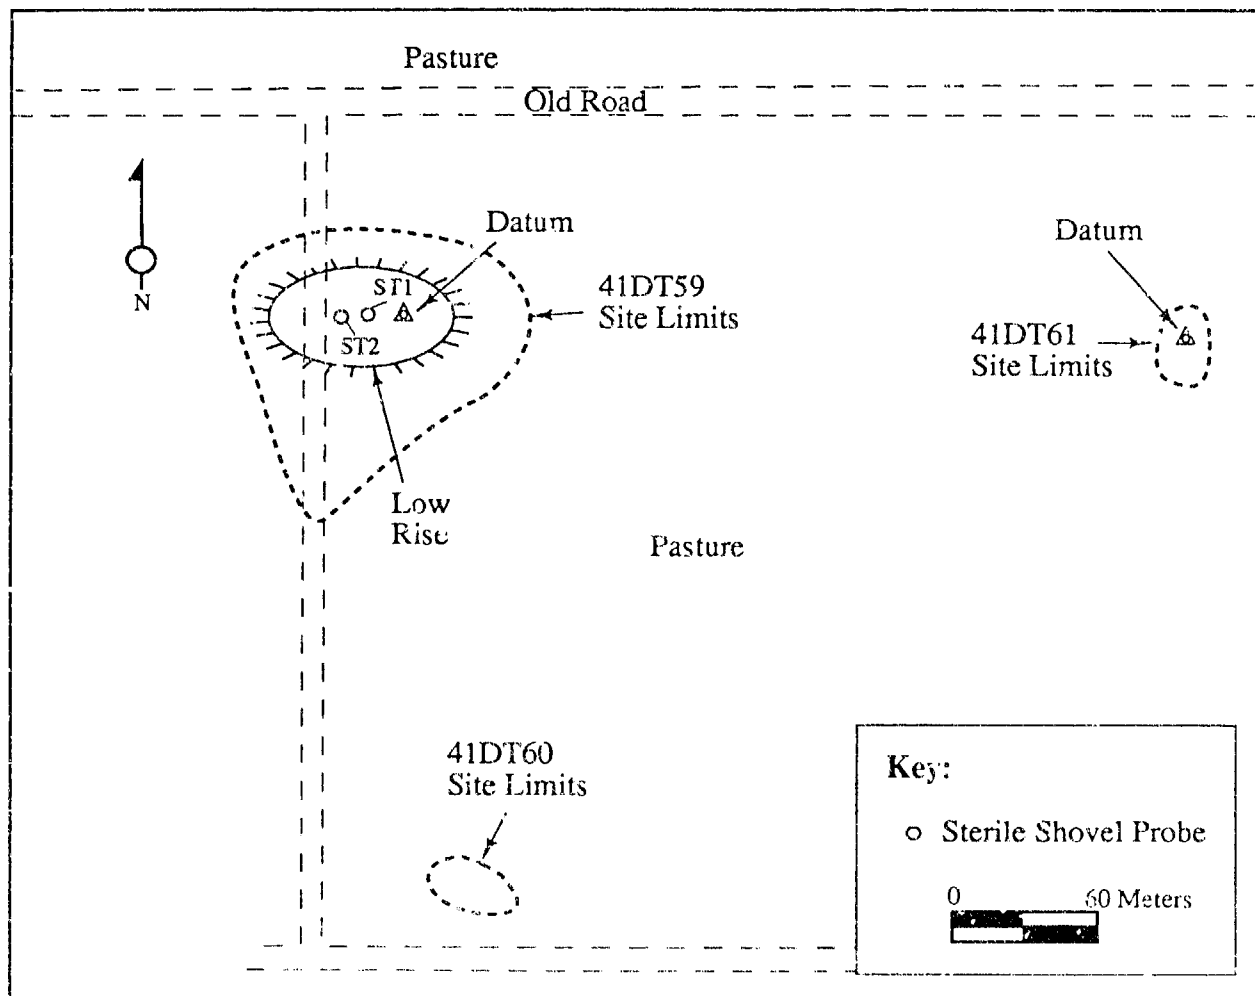 Pasture
Old Road
Datum
Datum
41DT59
Site Limits
ST1
41DT61
Site Limits
ST2
N
Low
Rise
Pasture
41DT60
Site Limits
Key:
Sterile Shovel Probe
0 60 Meters